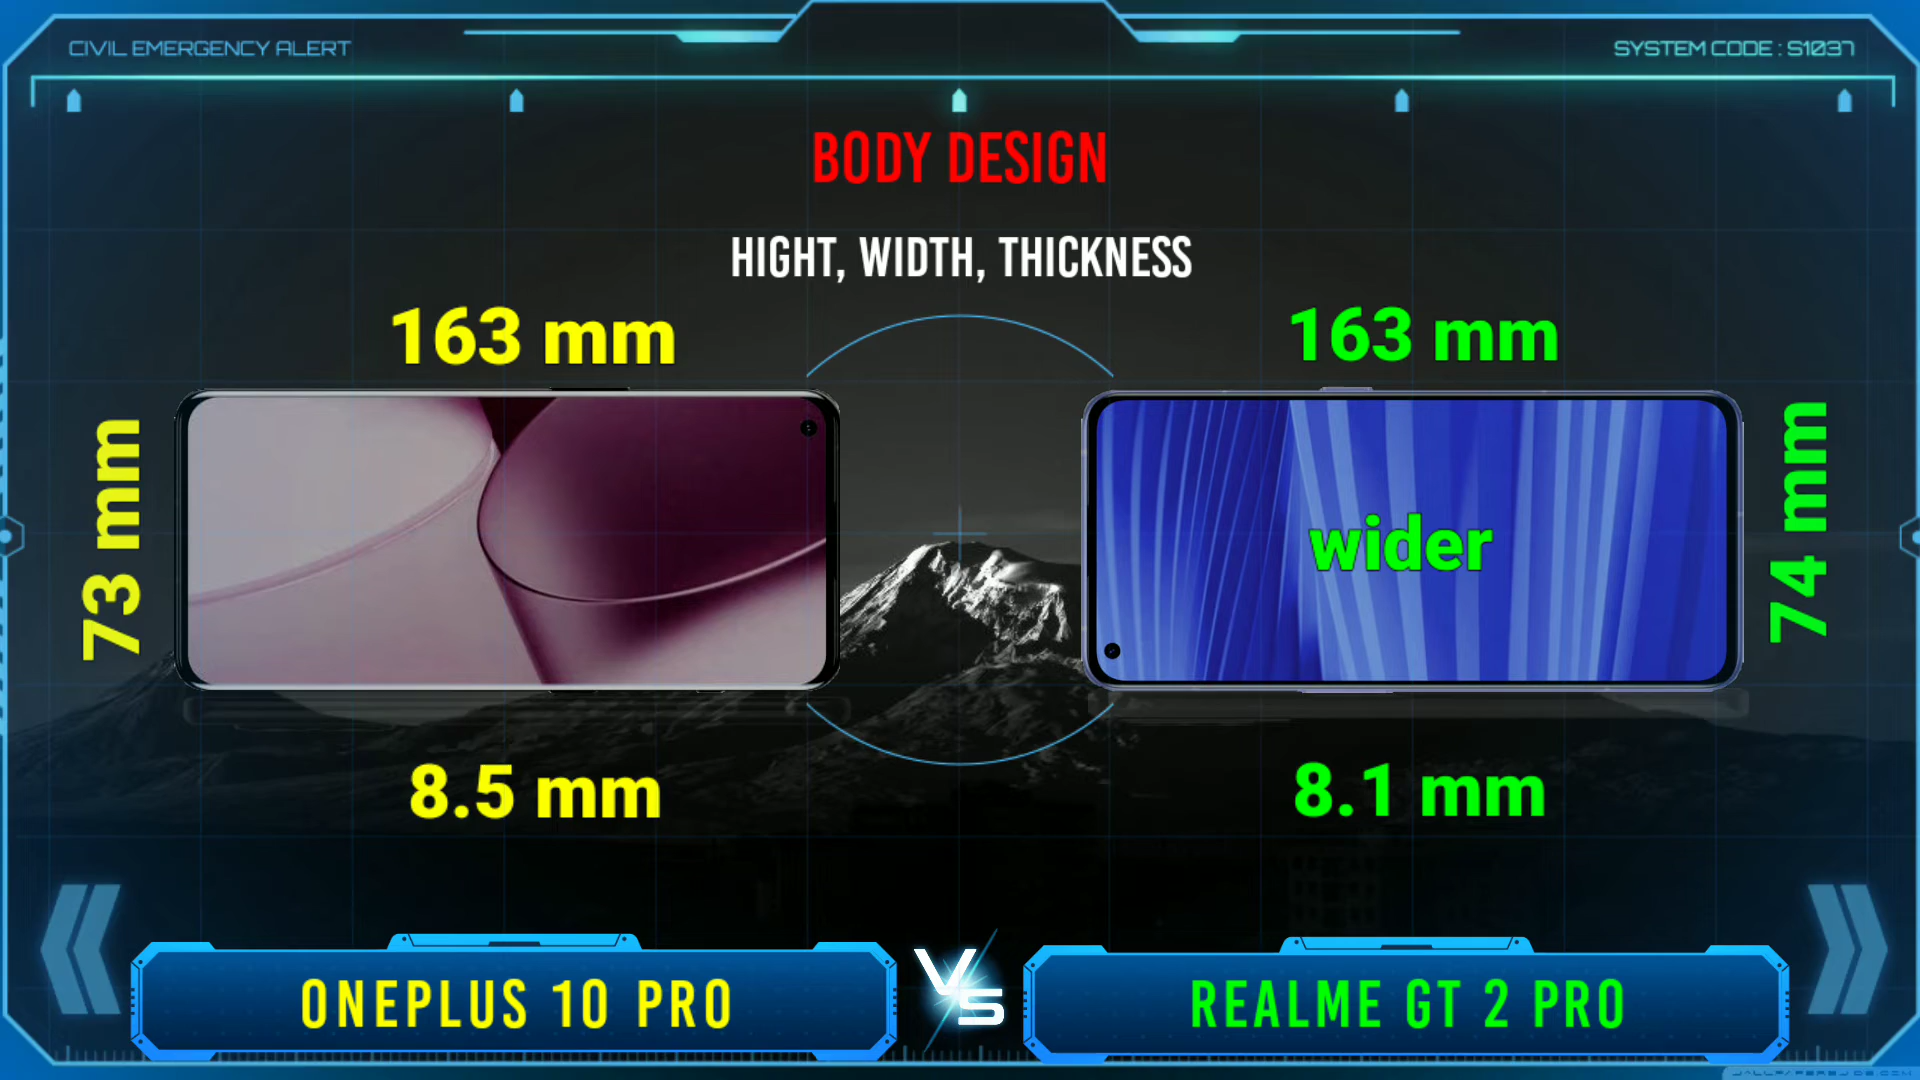 CIVIL EMERGENCY ALERT
SYSTEM CODE : S1037
BODY DESIGN
HIGHT, WIDTH, THICKNESS
163 mm
163 mm
73 mm
wider
74 mm
8.5 mm
8.1 mm
ONEPLUS 10 PRO
VS
REALME GT 2 PRO